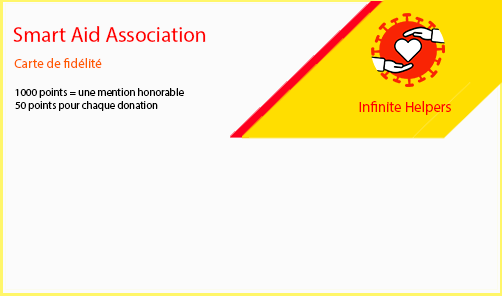 Smart Aid Association
Carte de fidélité
1000 points = une mention honorable
50 points pour chaque donation
Infinite Helpers